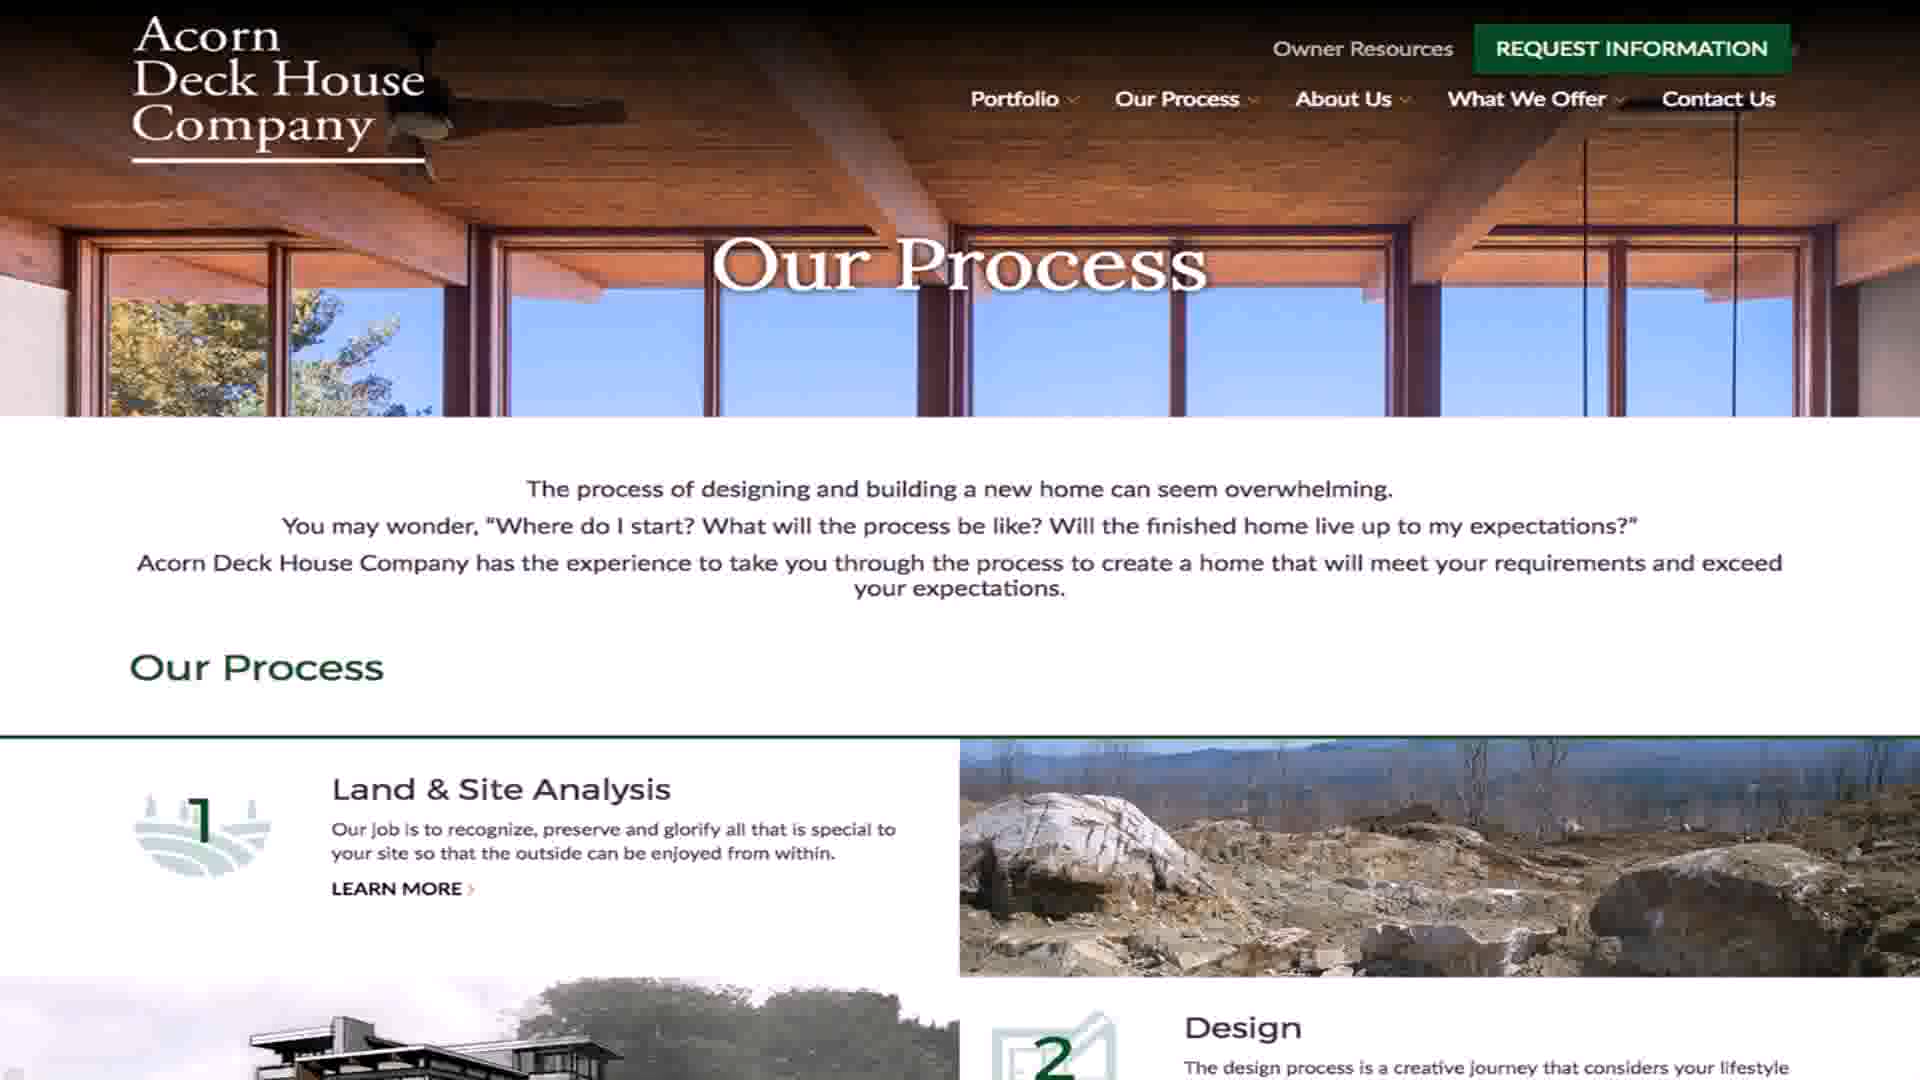 Acorn
Deck House
Company
Owner Resources
REQUEST INFORMATION
Portfolio
Our Process
About Us
What We Offer
Contact Us
Our Process
The process of designing and building a new home can seem overwhelming.
You may wonder, “Where do I start? What will the process be like? Will the finished home live up to my expectations?”
Acorn Deck House Company has the experience to take you through the process to create a home that will meet your requirements and exceed
your expectations.
Our Process
1
Land & Site Analysis
Our job is to recognize, preserve and glorify all that is special to
your site so that the outside can be enjoyed from within.
LEARN MORE
2
Design
The design process is a creative journey that considers your lifestyle